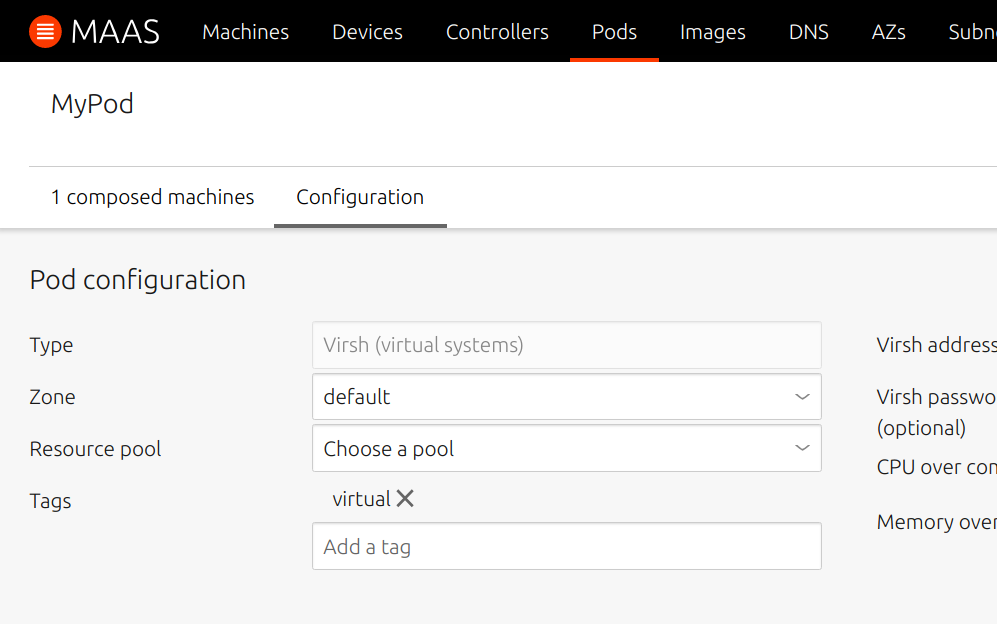 MAAS Machines Devices Controllers Pods Images DNS AZs Subn
MyPod
1 composed machines Configuration
Pod configuration
Type Virsh (virtual systems) Virsh address
Zone default Virsh passwo
(optional)
Resource pool Choose a pool CPU over con
Tags virtual
Memory over
Add a tag